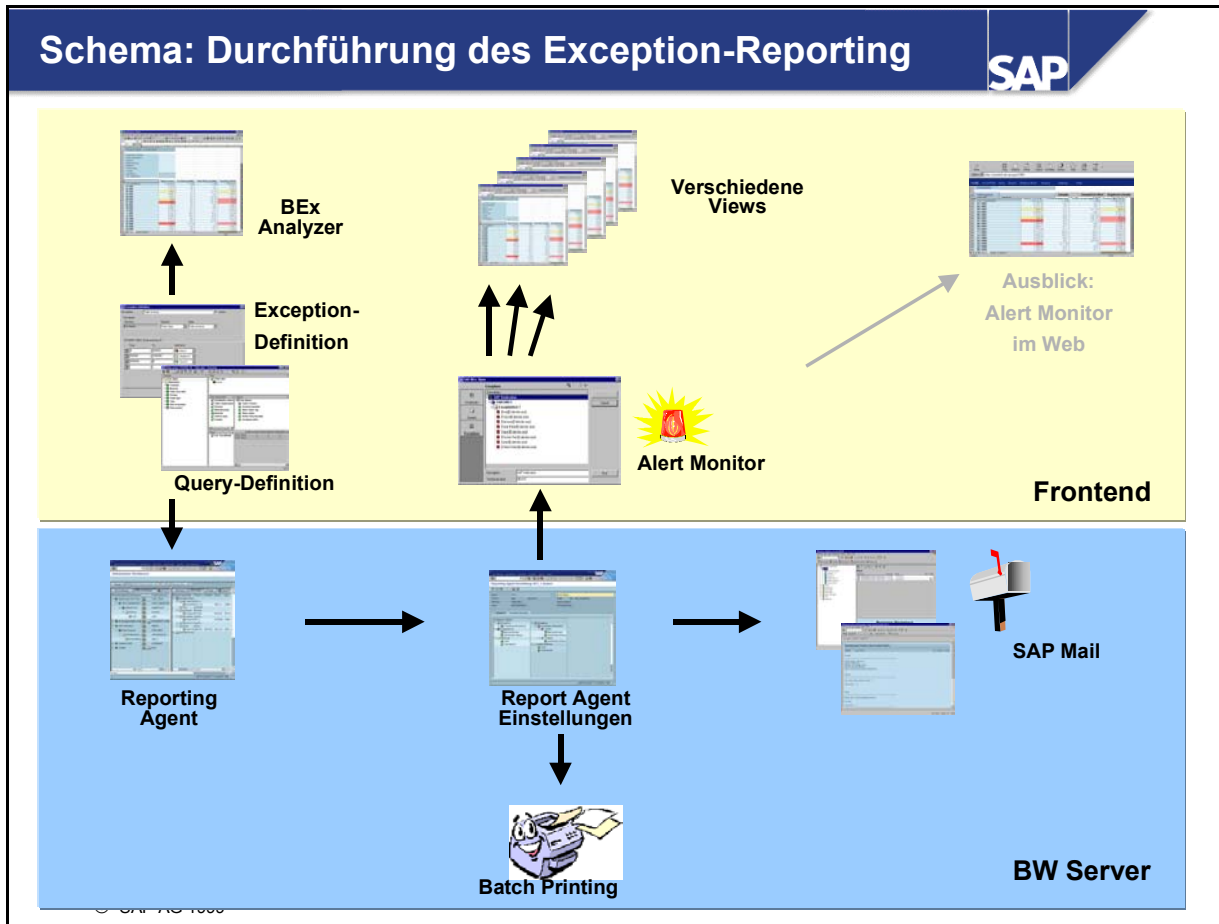 Schema: Durchführung des Exception-Reporting
SAP
BEx
Analyzer
Verschiedene
Views
Ausblick:
Alert Monitor
im Web
Exception-
Definition
Query-Definition
Alert Monitor
Frontend
Reporting
Agent
Report Agent
Einstellungen
SAP Mail
Batch Printing
BW Server